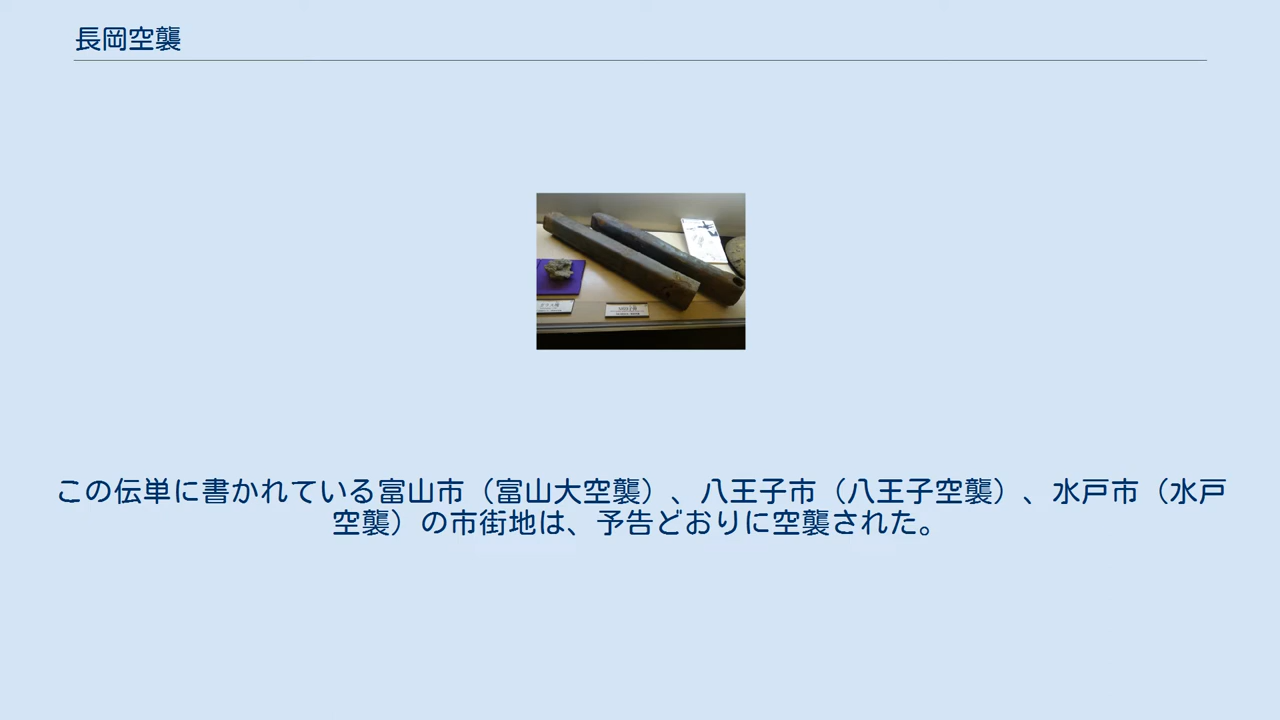 長岡空襲
この伝単に書かれている富山市（富山大空襲）、八王子市（八王子空襲）、水戸市（水戸
空襲）の市街地は、予告どおりに空襲された。